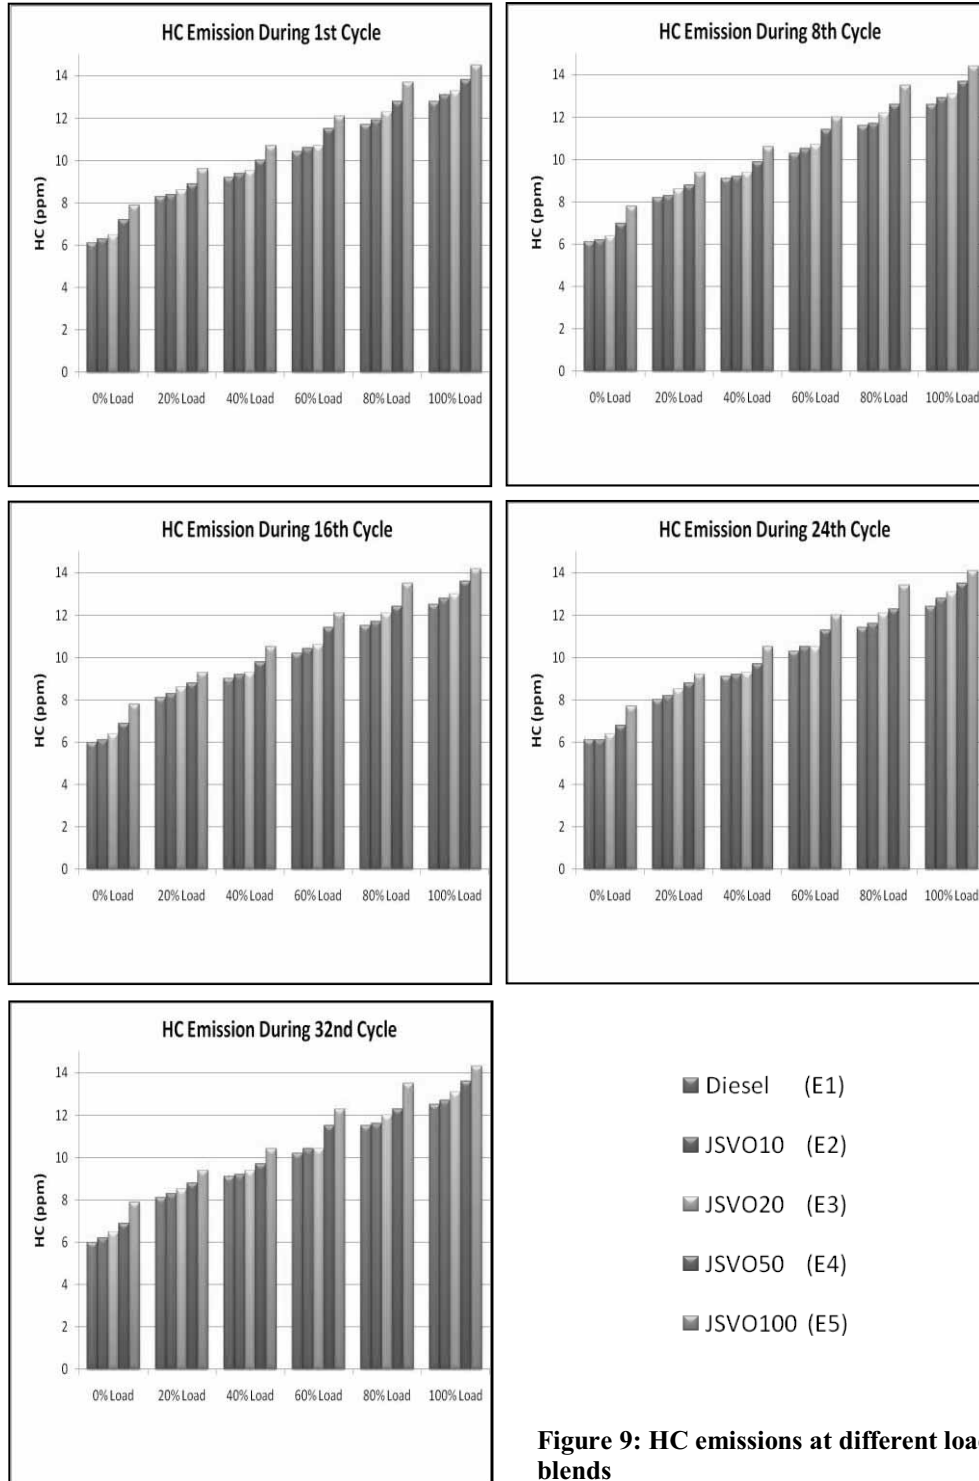 HC Emission During 1st Cycle
HC (ppm)
14
12
10
8
6
4
2
0
0% Load 20% Load 40% Load 60% Load 80% Load 100% Load
HC Emission During 8th Cycle
HC (ppm)
14
12
10
8
6
4
2
0
0% Load 20% Load 40% Load 60% Load 80% Load 100% Load
HC Emission During 16th Cycle
HC (ppm)
14
12
10
8
6
4
2
0
0% Load 20% Load 40% Load 60% Load 80% Load 100% Load
HC Emission During 24th Cycle
HC (ppm)
14
12
10
8
6
4
2
0
0% Load 20% Load 40% Load 60% Load 80% Load 100% Load
HC Emission During 32nd Cycle
HC (ppm)
14
12
10
8
6
4
2
0
0% Load 20% Load 40% Load 60% Load 80% Load 100% Load
Diesel (E1)
JSVO10 (E2)
JSVO20 (E3)
JSVO50 (E4)
JSVO100 (E5)
Figure 9: HC emissions at different
blends